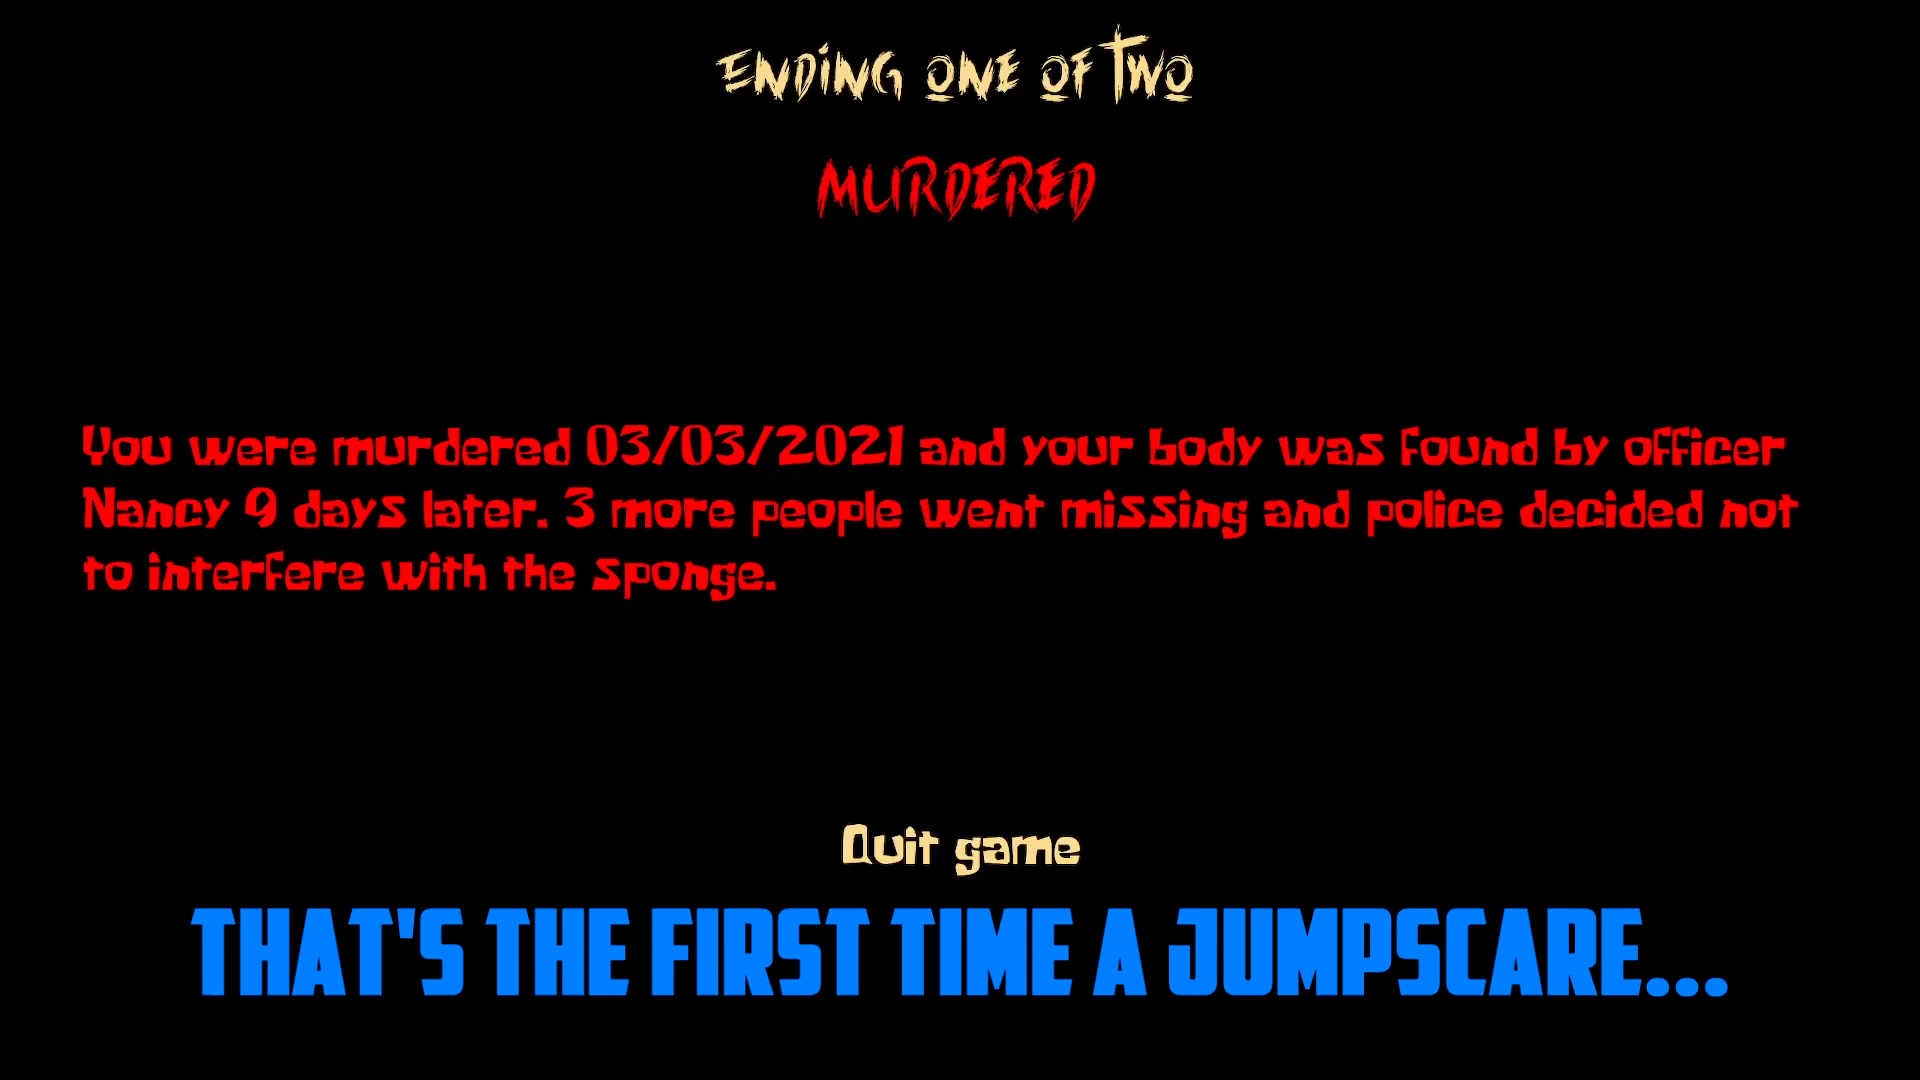 ENDING ONE OF TWO
MURDERED
You were murdered 03/03/2021 and your body was found by officer
Nancy 9 days later. 3 more people went missing and police decided not
to interfere with the sponge.
Quit game
THAT'S THE FIRST TIME A JUMPSCARE...